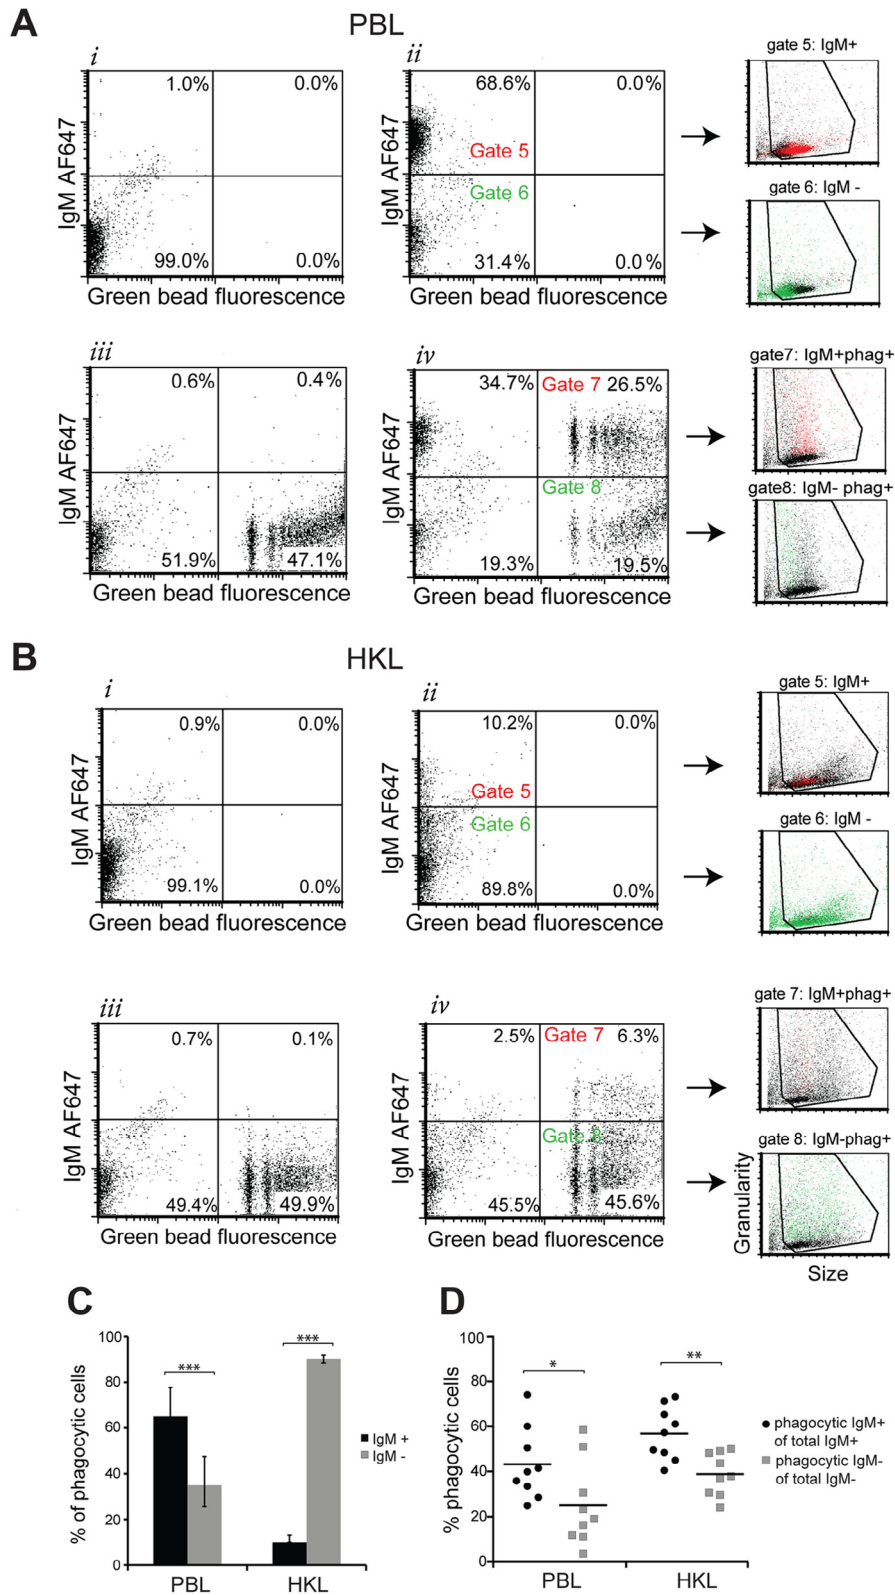 A
PBL
i
1.0%
0.0%
99.0%
0.0%
IgM AF647
Green bead fluorescence
ii
68.6%
0.0%
Gate 5
Gate 6
31.4%
0.0%
IgM AF647
Green bead fluorescence
gate 5: IgM+
gate 6: IgM -
iii
0.6%
0.4%
51.9%
47.1%
IgM AF647
Green bead fluorescence
iv
34.7%
Gate 7
26.5%
Gate 8
19.3%
19.5%
IgM AF647
Green bead fluorescence
gate7: IgM+phag+
gate8: IgM- phag+
B
HKL
i
0.9%
0.0%
99.1%
0.0%
IgM AF647
Green bead fluorescence
ii
10.2%
0.0%
Gate 5
Gate 6
89.8%
0.0%
IgM AF647
Green bead fluorescence
gate 5: IgM+
gate 6: IgM -
iii
0.7%
0.1%
49.4%
49.9%
IgM AF647
Green bead fluorescence
iv
2.5%
Gate 7
6.3%
Gate 8
45.5%
45.6%
IgM AF647
Green bead fluorescence
gate 7: IgM+phag+
gate 8: IgM-phag+
Granularity
Size
C
% of phagocytic cells
100
80
60
40
20
0
***
***
PBL
HKL
IgM +
IgM -
D
% phagocytic cells
100
80
60
40
20
0
*
**
PBL
HKL
phagocytic IgM+
of total IgM+
phagocytic IgM-
of total IgM-